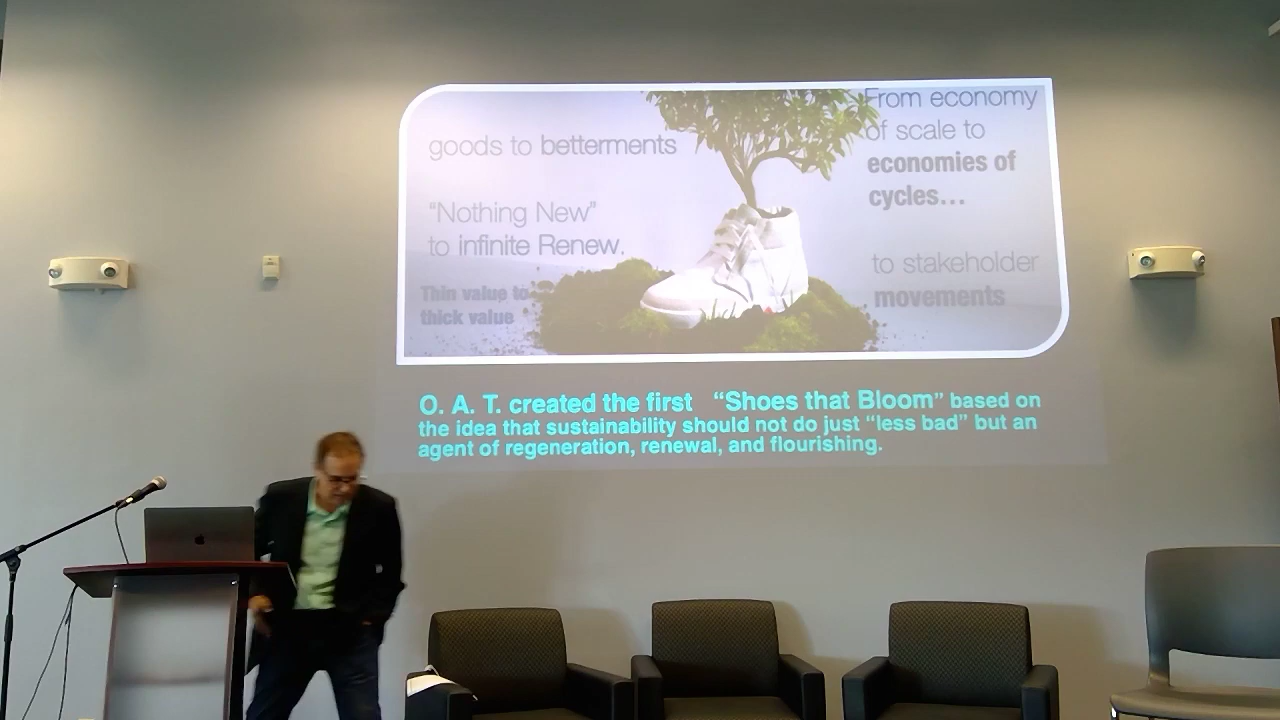 goods to betterments
“Nothing New”
to infinite Renew.
Thin value to
thick value
From economy
of scale to
economies of
cycles...
to stakeholder
movements
O. A. T. created the first “Shoes that Bloom” based on
the idea that sustainability should not do just “less bad” but an
agent of regeneration, renewal, and flourishing.